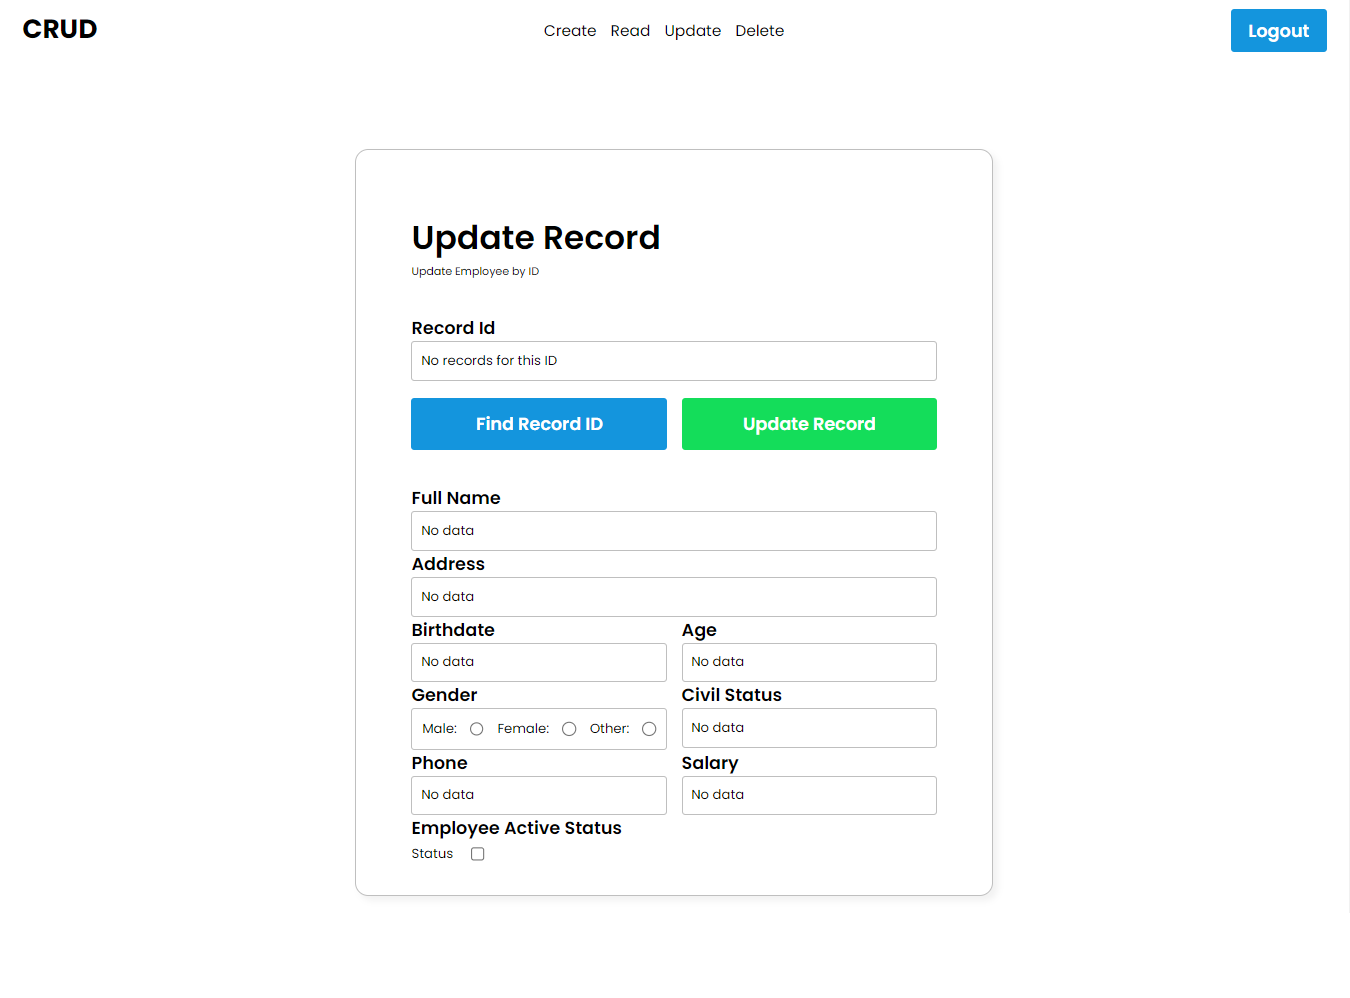 CRUD
Create Read Update Delete
Logout
Update Record
Update Employee by ID
Record Id
No records for this ID
Find Record ID
Update Record
Full Name
No data
Address
No data
Birthdate
Age
No data
No data
Gender
Civil Status
Male: Female: Other:
No data
Phone
Salary
No data
No data
Employee Active Status
Status